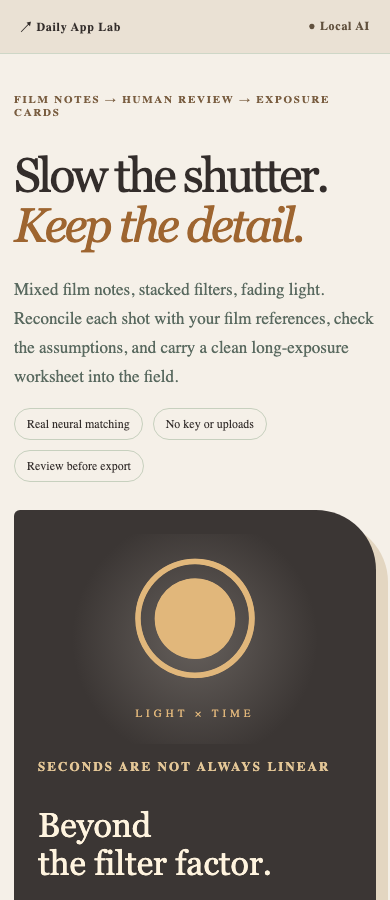 ↗ Daily App Lab
● Local AI
FILM NOTES → HUMAN REVIEW → EXPOSURE
CARDS
Slow the shutter.
Keep the detail.
Mixed film notes, stacked filters, fading light.
Reconcile each shot with your film references, check
the assumptions, and carry a clean long-exposure
worksheet into the field.
Real neural matching
No key or uploads
Review before export
LIGHT × TIME
SECONDS ARE NOT ALWAYS LINEAR
Beyond
the filter factor.